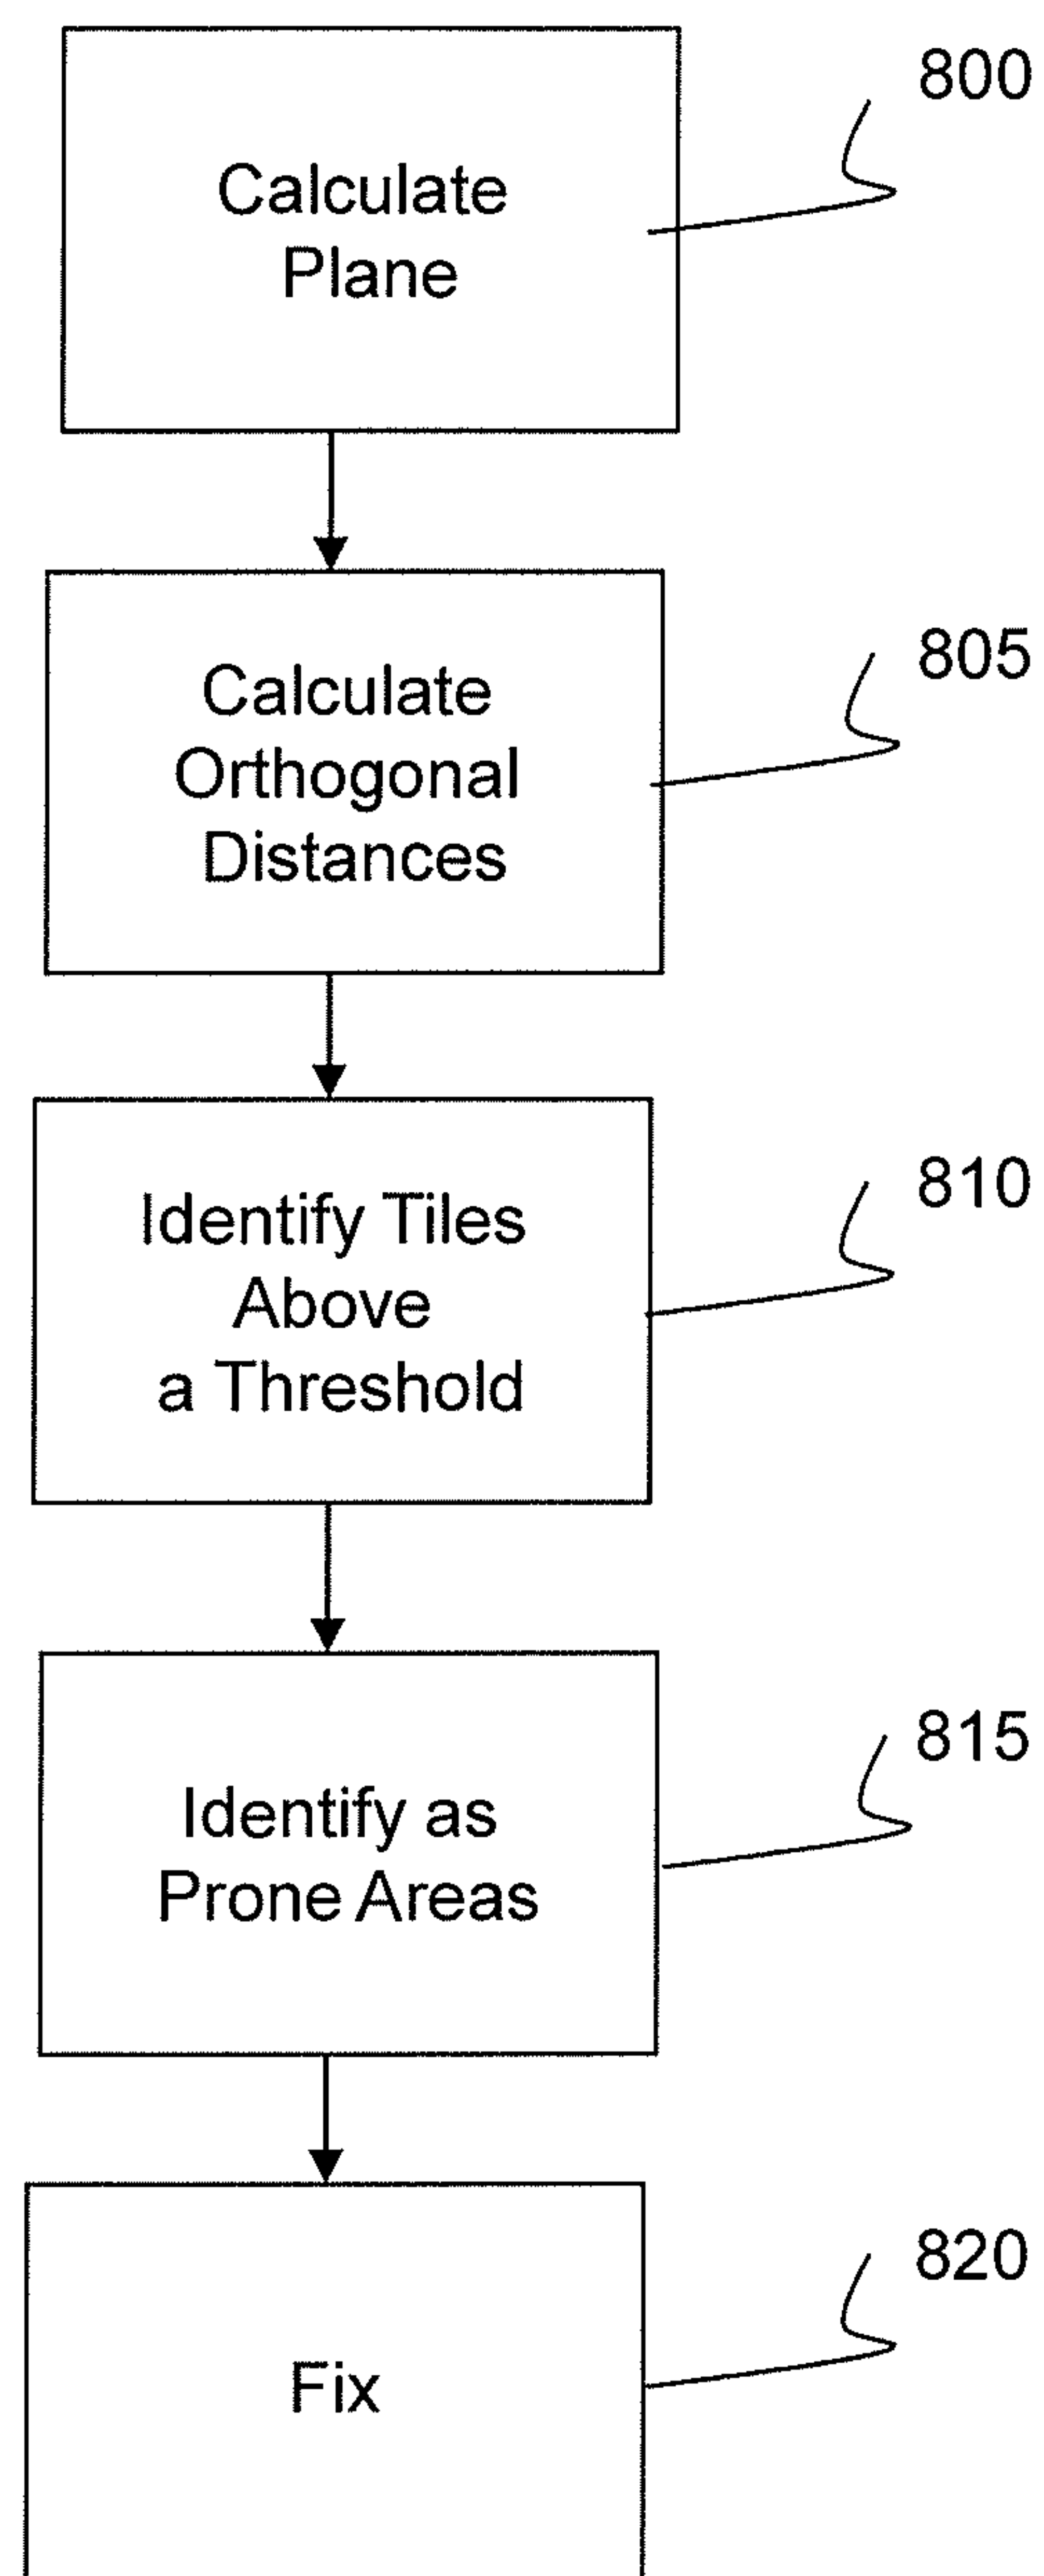 800
Calculate
Plane
805
Calculate
Orthogonal
Distances
810
Identify Tiles
Above
a Threshold
815
Identify as
Prone Areas
820
Fix